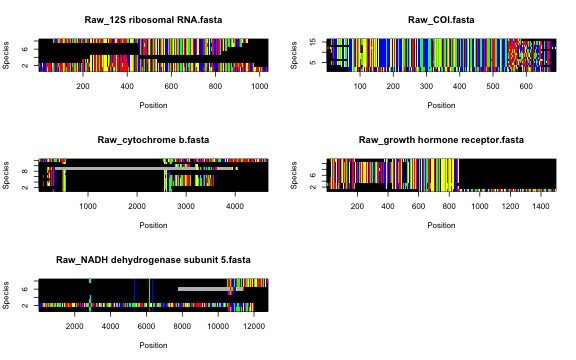 Raw_12S ribosomal RNA.fasta
Species
2 6
200 400 600 800 1000
Position
Raw_COI.fasta
Species
5 15
100 200 300 400 500 600
Position
Raw_cytochrome b.fasta
Species
2 8
1000 2000 3000 4000
Position
Raw_growth hormone receptor.fasta
Species
2 6
200 400 600 800 1000 1200 1400
Position
Raw_NADH dehydrogenase subunit 5.fasta
Species
2 6
2000 4000 6000 8000 10000 12000
Position